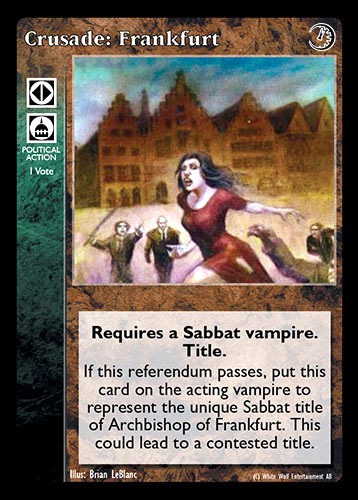 Crusade: Frankfurt
POLITICAL
ACTION
1 Vote
Requires a Sabbat vampire.
Title.
If this referendum passes, put this
card on the acting vampire to
represent the unique Sabbat title
of Archbishop of Frankfurt. This
could lead to a contested title.
Illus: Brian LeBlanc
(C) White Wolf Entertainment AB